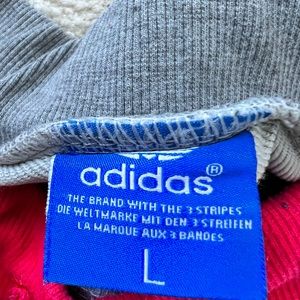 adidas®
THE BRAND WITH THE 3 STRIPES
DIE WELTMARKE MIT DEN 3 STREIFEN
LA MARQUE AUX 3 BANDES
L